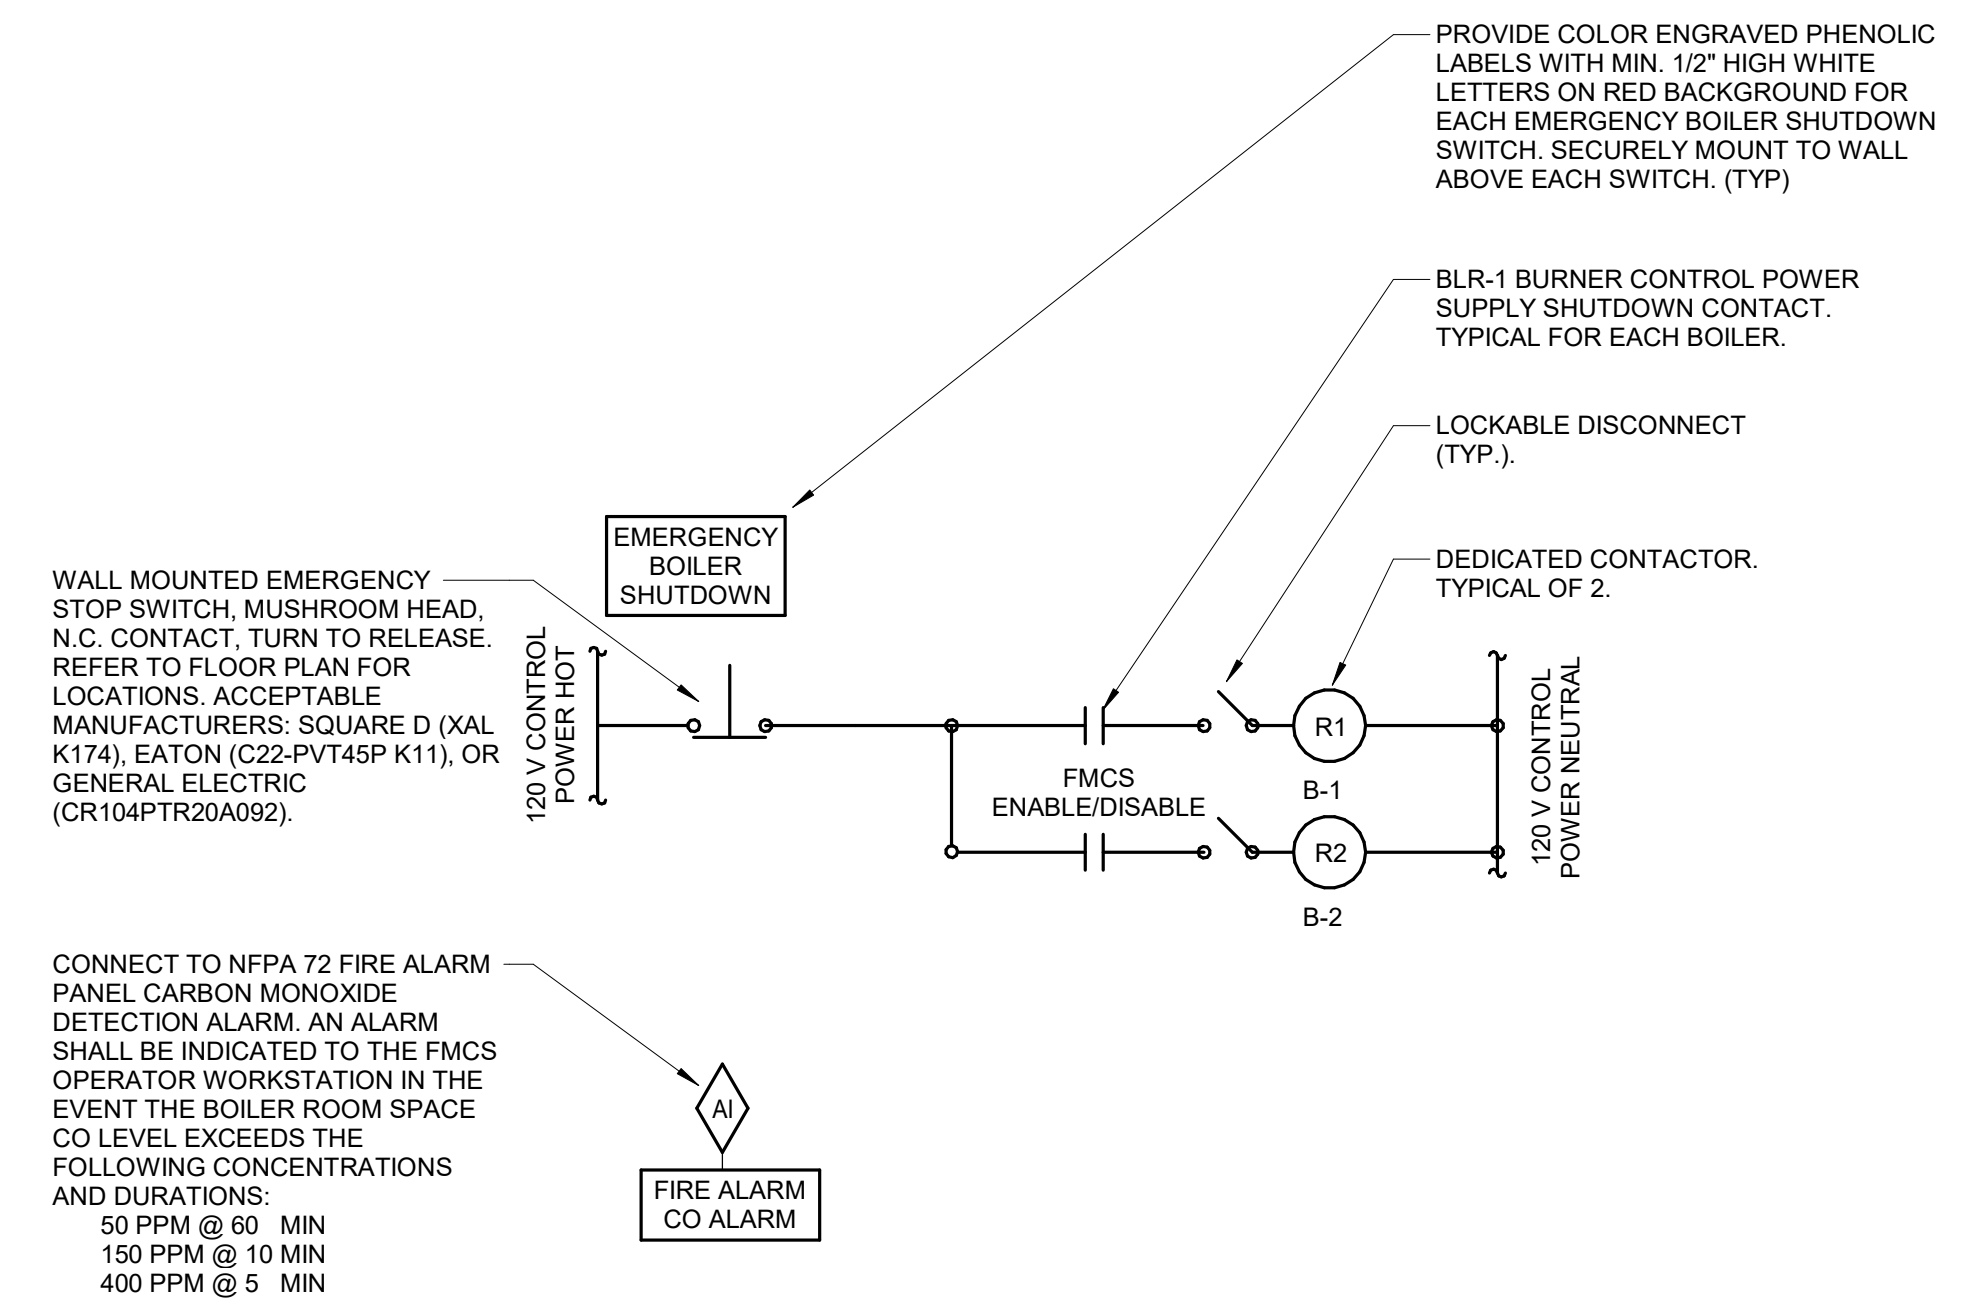 PROVIDE COLOR ENGRAVED PHENOLIC
LABELS WITH MIN. 1/2" HIGH WHITE
LETTERS ON RED BACKGROUND FOR
EACH EMERGENCY BOILER SHUTDOWN
SWITCH. SECURELY MOUNT TO WALL
ABOVE EACH SWITCH. (TYP)
BLR-1 BURNER CONTROL POWER
SUPPLY SHUTDOWN CONTACT.
TYPICAL FOR EACH BOILER.
LOCKABLE DISCONNECT
(TYP.).
DEDICATED CONTACTOR.
TYPICAL OF 2.
EMERGENCY
BOILER
SHUTDOWN
WALL MOUNTED EMERGENCY
STOP SWITCH, MUSHROOM HEAD,
N.C. CONTACT, TURN TO RELEASE.
REFER TO FLOOR PLAN FOR
LOCATIONS. ACCEPTABLE
MANUFACTURERS: SQUARE D (XAL
K174), EATON (C22-PVT45P K11), OR
GENERAL ELECTRIC
(CR104PTR20A092).
120 V CONTROL
POWER HOT
FMCS
ENABLE/DISABLE
R1
B-1
R2
B-2
120 V CONTROL
POWER NEUTRAL
CONNECT TO NFPA 72 FIRE ALARM
PANEL CARBON MONOXIDE
DETECTION ALARM. AN ALARM
SHALL BE INDICATED TO THE FMCS
OPERATOR WORKSTATION IN THE
EVENT THE BOILER ROOM SPACE
CO LEVEL EXCEEDS THE
FOLLOWING CONCENTRATIONS
AND DURATIONS:
50 PPM @ 60 MIN
150 PPM @ 10 MIN
400 PPM @ 5 MIN
AI
FIRE ALARM
CO ALARM